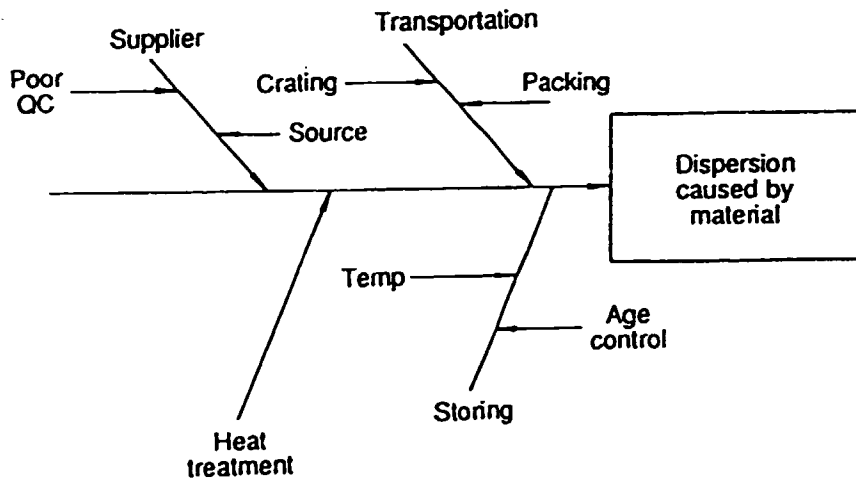 Supplier
Transportation
Poor
QC
Crating
Packing
Source
Dispersion
caused by
material
Temp
Age
control
Storing
Heat
treatment